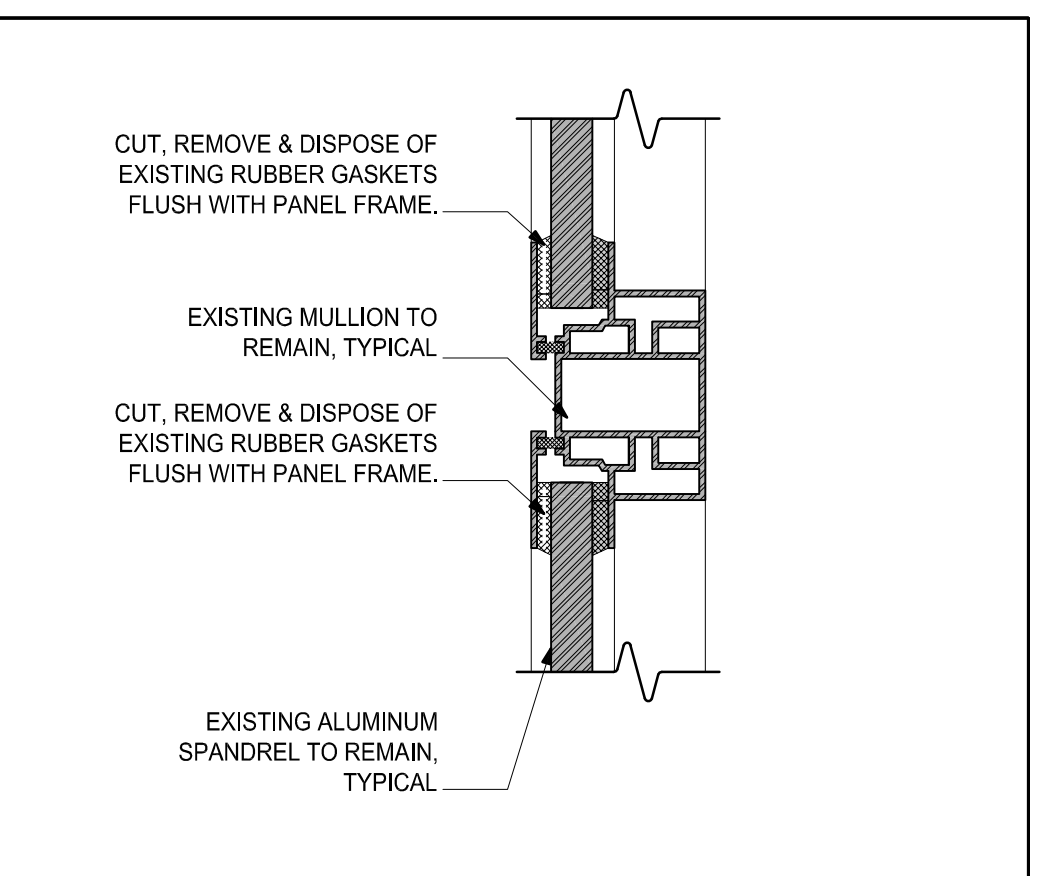 CUT, REMOVE & DISPOSE OF
EXISTING RUBBER GASKETS
FLUSH WITH PANEL FRAME.
EXISTING MULLION TO
REMAIN, TYPICAL
CUT, REMOVE & DISPOSE OF
EXISTING RUBBER GASKETS
FLUSH WITH PANEL FRAME.
EXISTING ALUMINUM
SPANDREL TO REMAIN,
TYPICAL